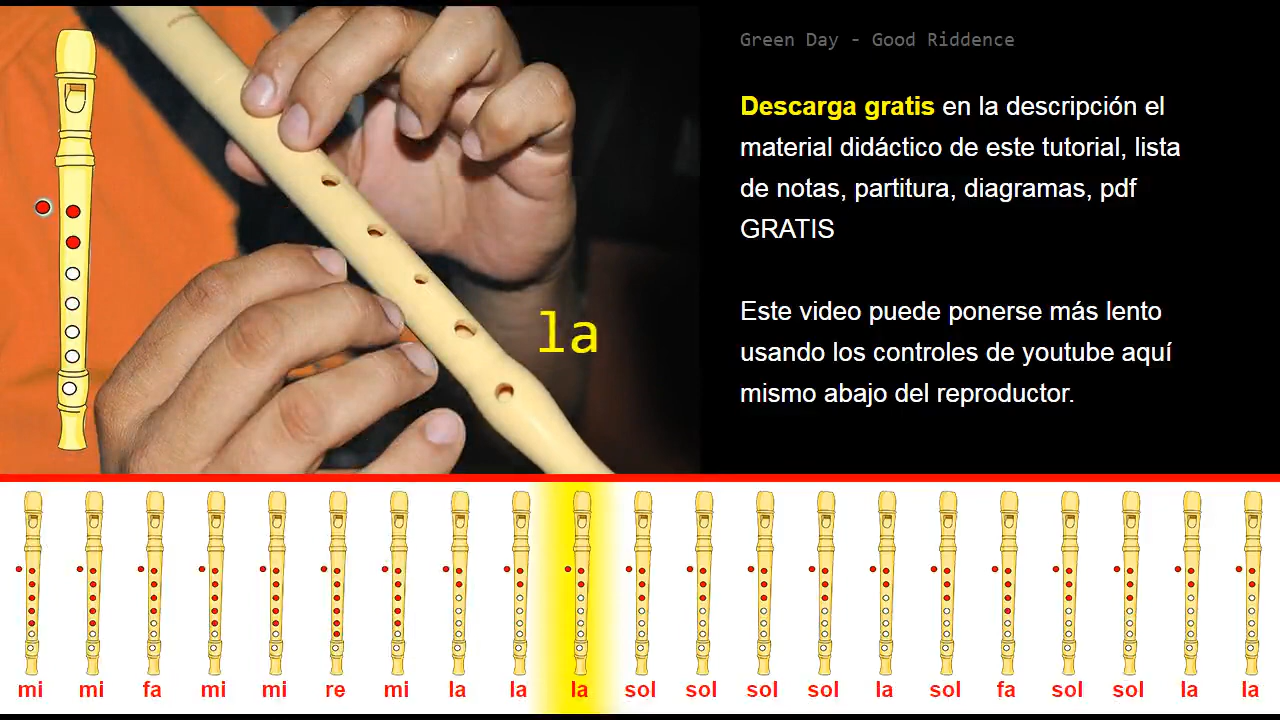 Green Day - Good Riddence
Descarga gratis en la descripción el
material didáctico de este tutorial, lista
de notas, partitura, diagramas, pdf
GRATIS
Este video puede ponerse más lento
usando los controles de youtube aquí
mismo abajo del reproductor.
la
mi mi fa mi mi re mi la la la sol sol sol sol la sol fa sol sol la la